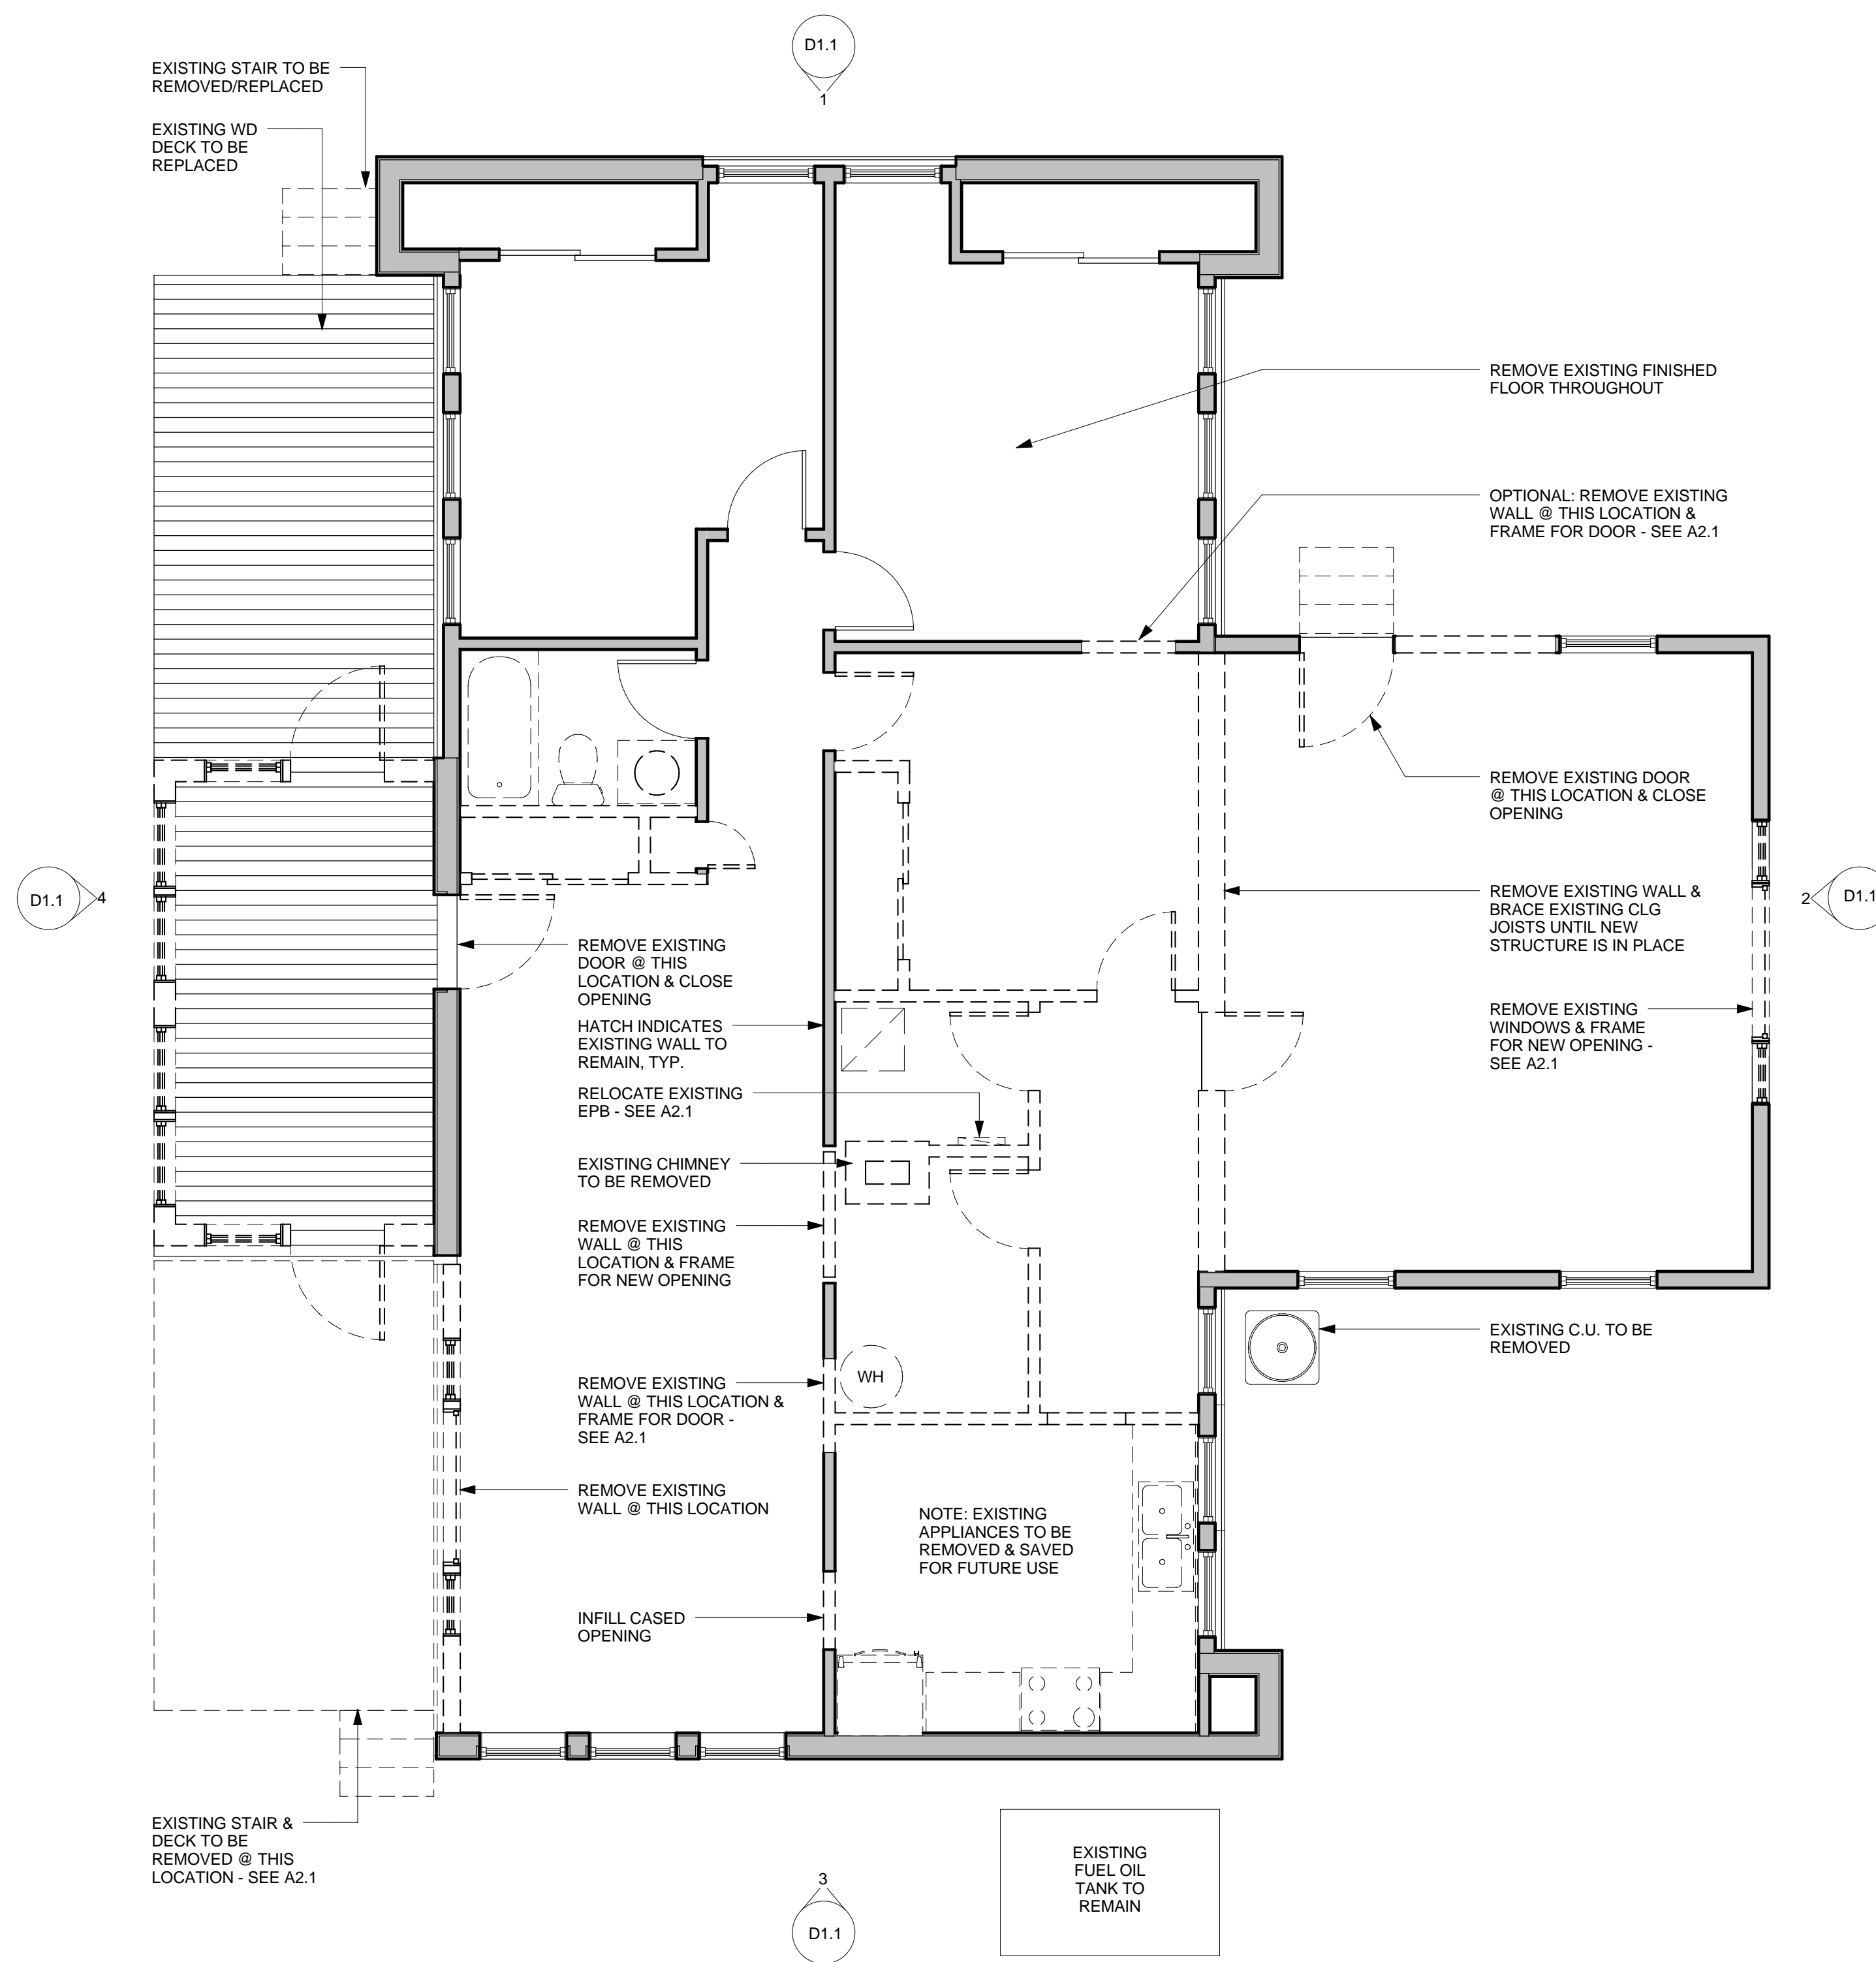 D1.1
1
EXISTING STAIR TO BE
REMOVED/REPLACED
EXISTING WD
DECK TO BE
REPLACED
REMOVE EXISTING FINISHED
FLOOR THROUGHOUT
OPTIONAL: REMOVE EXISTING
WALL @ THIS LOCATION &
FRAME FOR DOOR - SEE A2.1
REMOVE EXISTING DOOR
@ THIS LOCATION & CLOSE
OPENING
D1.1
4
REMOVE EXISTING WALL &
BRACE EXISTING CLG
JOISTS UNTIL NEW
STRUCTURE IS IN PLACE
2
D1.1
REMOVE EXISTING
DOOR @ THIS
LOCATION & CLOSE
OPENING
REMOVE EXISTING
WINDOWS & FRAME
FOR NEW OPENING -
SEE A2.1
HATCH INDICATES
EXISTING WALL TO
REMAIN, TYP.
RELOCATE EXISTING
EPB - SEE A2.1
EXISTING CHIMNEY
TO BE REMOVED
REMOVE EXISTING
WALL @ THIS
LOCATION & FRAME
FOR NEW OPENING
EXISTING C.U. TO BE
REMOVED
REMOVE EXISTING
WALL @ THIS LOCATION &
FRAME FOR DOOR -
SEE A2.1
WH
REMOVE EXISTING
WALL @ THIS LOCATION
NOTE: EXISTING
APPLIANCES TO BE
REMOVED & SAVED
FOR FUTURE USE
INFILL CASED
OPENING
EXISTING STAIR &
DECK TO BE
REMOVED @ THIS
LOCATION - SEE A2.1
3
D1.1
EXISTING
FUEL OIL
TANK TO
REMAIN